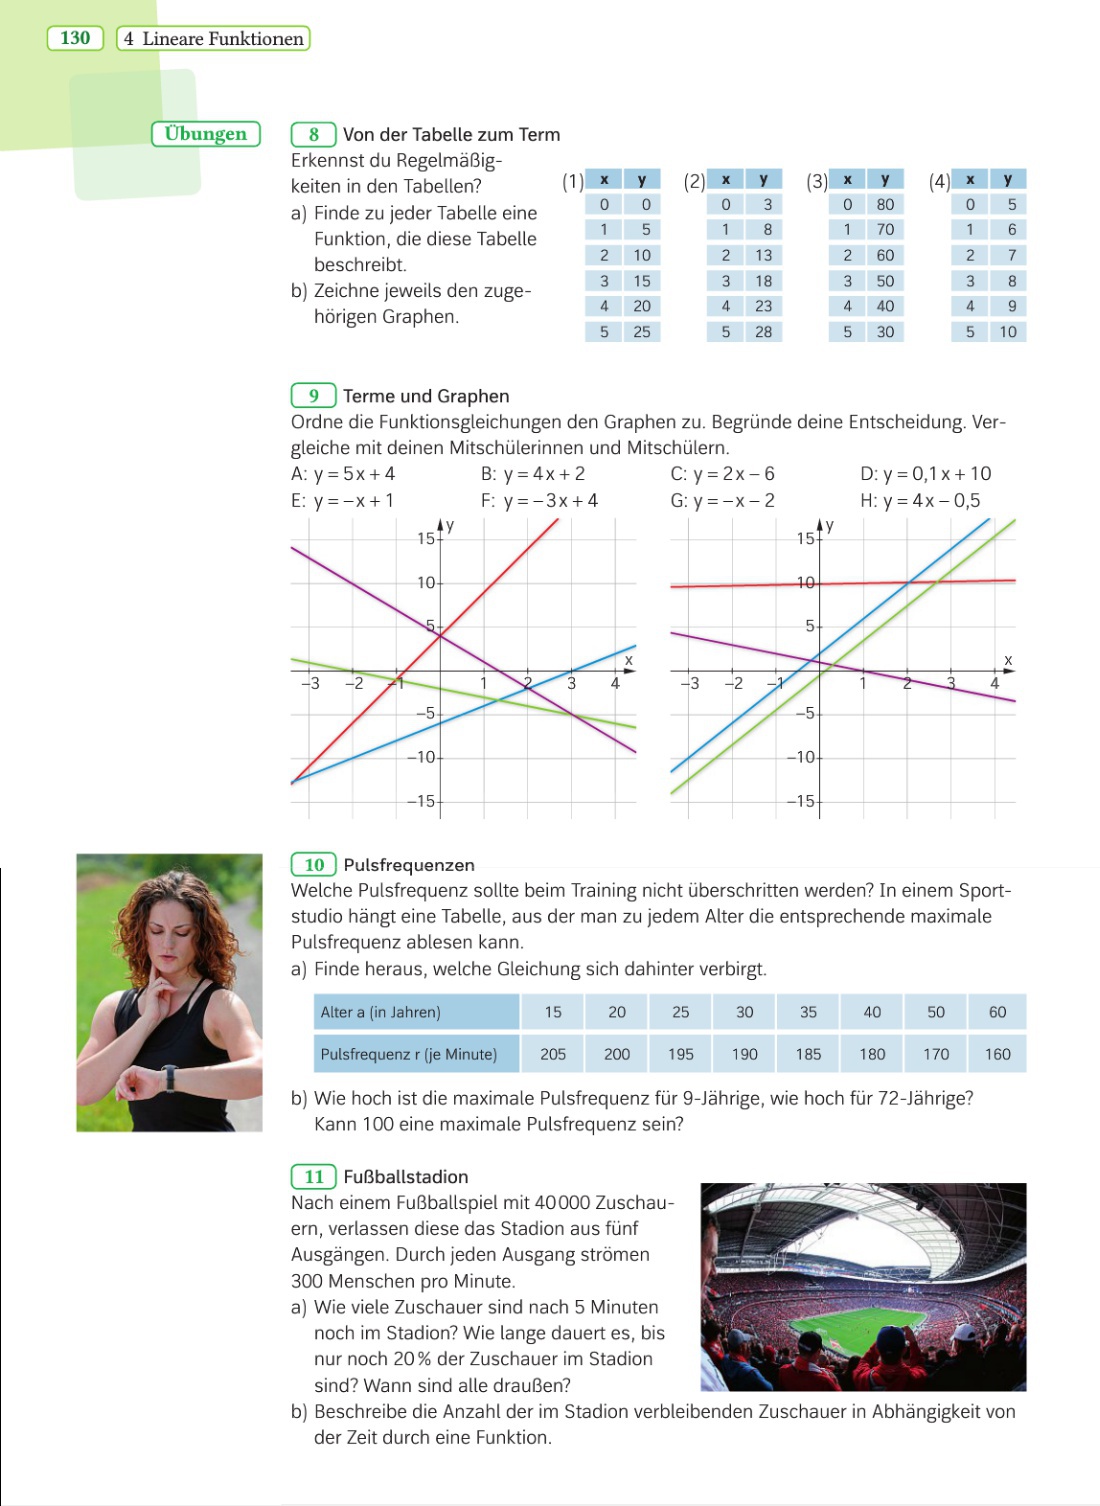 130
4 Lineare Funktionen
Übungen
8 Von der Tabelle zum Term
Erkennst du Regelmäßig-
keiten in den Tabellen?
a) Finde zu jeder Tabelle eine
Funktion, die diese Tabelle
beschreibt.
b) Zeichne jeweils den zuge-
hörigen Graphen.
(1) x y
0 0
1 5
2 10
3 15
4 20
5 25
(2) x y
0 3
1 8
2 13
3 18
4 23
5 28
(3) x y
0 80
1 70
2 60
3 50
4 40
5 30
(4) x y
0 5
1 6
2 7
3 8
4 9
5 10
9 Terme und Graphen
Ordne die Funktionsgleichungen den Graphen zu. Begründe deine Entscheidung. Ver-
gleiche mit deinen Mitschülerinnen und Mitschülern.
A: y = 5x + 4 B: y = 4x + 2 C: y = 2x – 6 D: y = 0,1x + 10
E: y = –x + 1 F: y = –3x + 4 G: y = –x – 2 H: y = 4x – 0,5
y
15
10
5
x
–3 –2 –1 1 2 3 4
–5
–10
–15
y
15
10
5
x
–3 –2 –1 1 2 3 4
–5
–10
–15
10 Pulsfrequenzen
Welche Pulsfrequenz sollte beim Training nicht überschritten werden? In einem Sport-
studio hängt eine Tabelle, aus der man zu jedem Alter die entsprechende maximale
Pulsfrequenz ablesen kann.
a) Finde heraus, welche Gleichung sich dahinter verbirgt.
Alter a (in Jahren) 15 20 25 30 35 40 50 60
Pulsfrequenz r (je Minute) 205 200 195 190 185 180 170 160
b) Wie hoch ist die maximale Pulsfrequenz für 9-Jährige, wie hoch für 72-Jährige?
Kann 100 eine maximale Pulsfrequenz sein?
11 Fußballstadion
Nach einem Fußballspiel mit 40 000 Zuschau-
ern, verlassen diese das Stadion aus fünf
Ausgängen. Durch jeden Ausgang strömen
300 Menschen pro Minute.
a) Wie viele Zuschauer sind nach 5 Minuten
noch im Stadion? Wie lange dauert es, bis
nur noch 20 % der Zuschauer im Stadion
sind? Wann sind alle draußen?
b) Beschreibe die Anzahl der im Stadion verbleibenden Zuschauer in Abhängigkeit von
der Zeit durch eine Funktion.